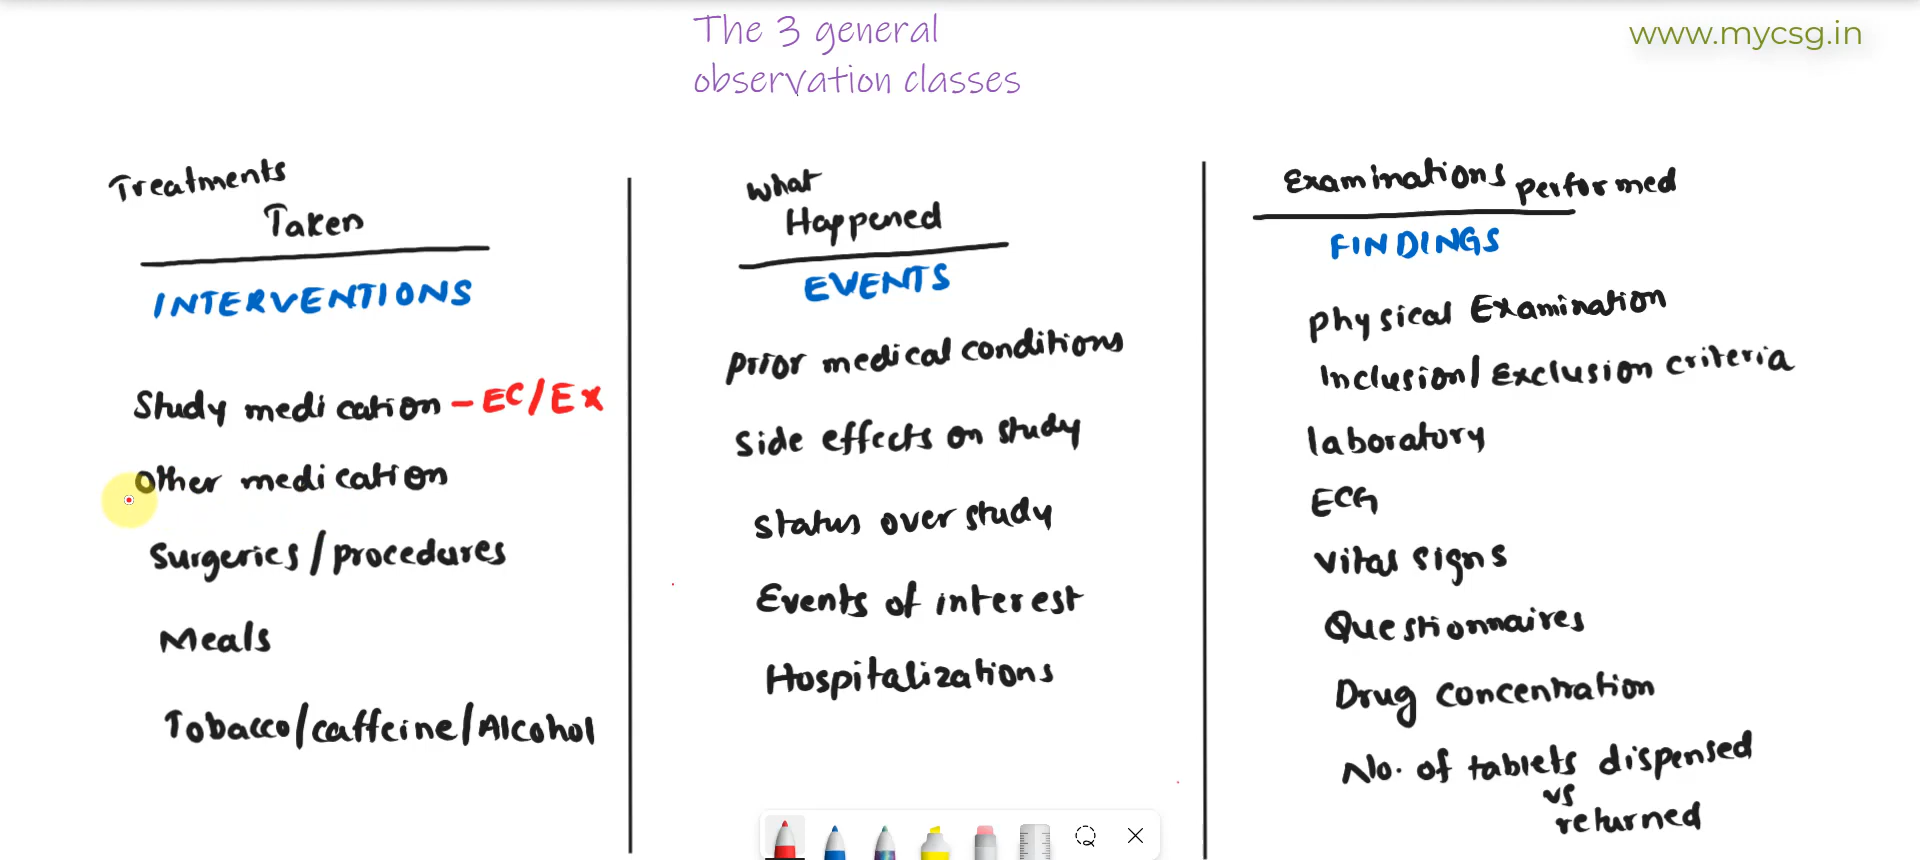 The 3 general
observation classes
www.mycsg.in
Treatments
Taken
INTERVENTIONS
Study medication - EC/EX
Other medication
Surgeries/procedures
Meals
Tobacco/caffeine/Alcohol
What
Happened
EVENTS
Prior medical conditions
Side effects on study
Status over study
Events of interest
Hospitalizations
Examinations performed
FINDINGS
Physical Examination
Inclusion/Exclusion criteria
laboratory
ECG
Vital signs
Questionnaires
Drug concentration
No. of tablets dispensed
vs
returned